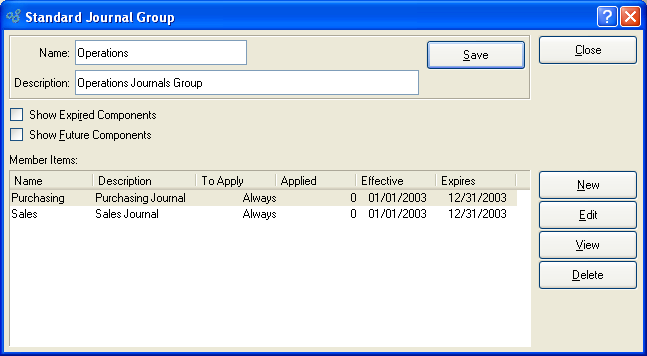 Standard Journal Group
Name: Operations
Save
Close
Description: Operations Journals Group
Show Expired Components
Show Future Components
Member Items:
Name Description To Apply Applied Effective Expires
Purchasing Purchasing Journal Always 0 01/01/2003 12/31/2003
Sales Sales Journal Always 0 01/01/2003 12/31/2003
New
Edit
View
Delete